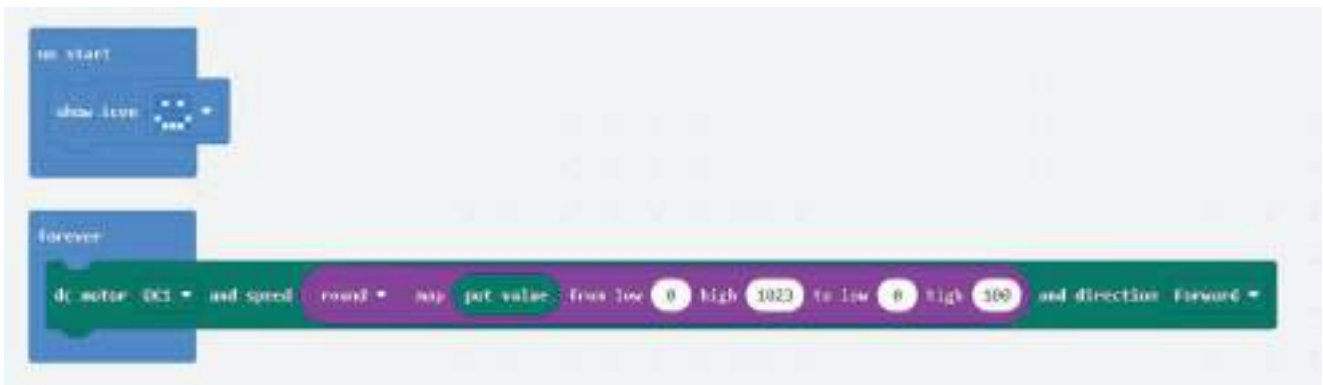 on start
show icon
forever
dc motor DC1 and speed round map pot value from low 0 high 1023 to low 0 high 100 and direction Forward